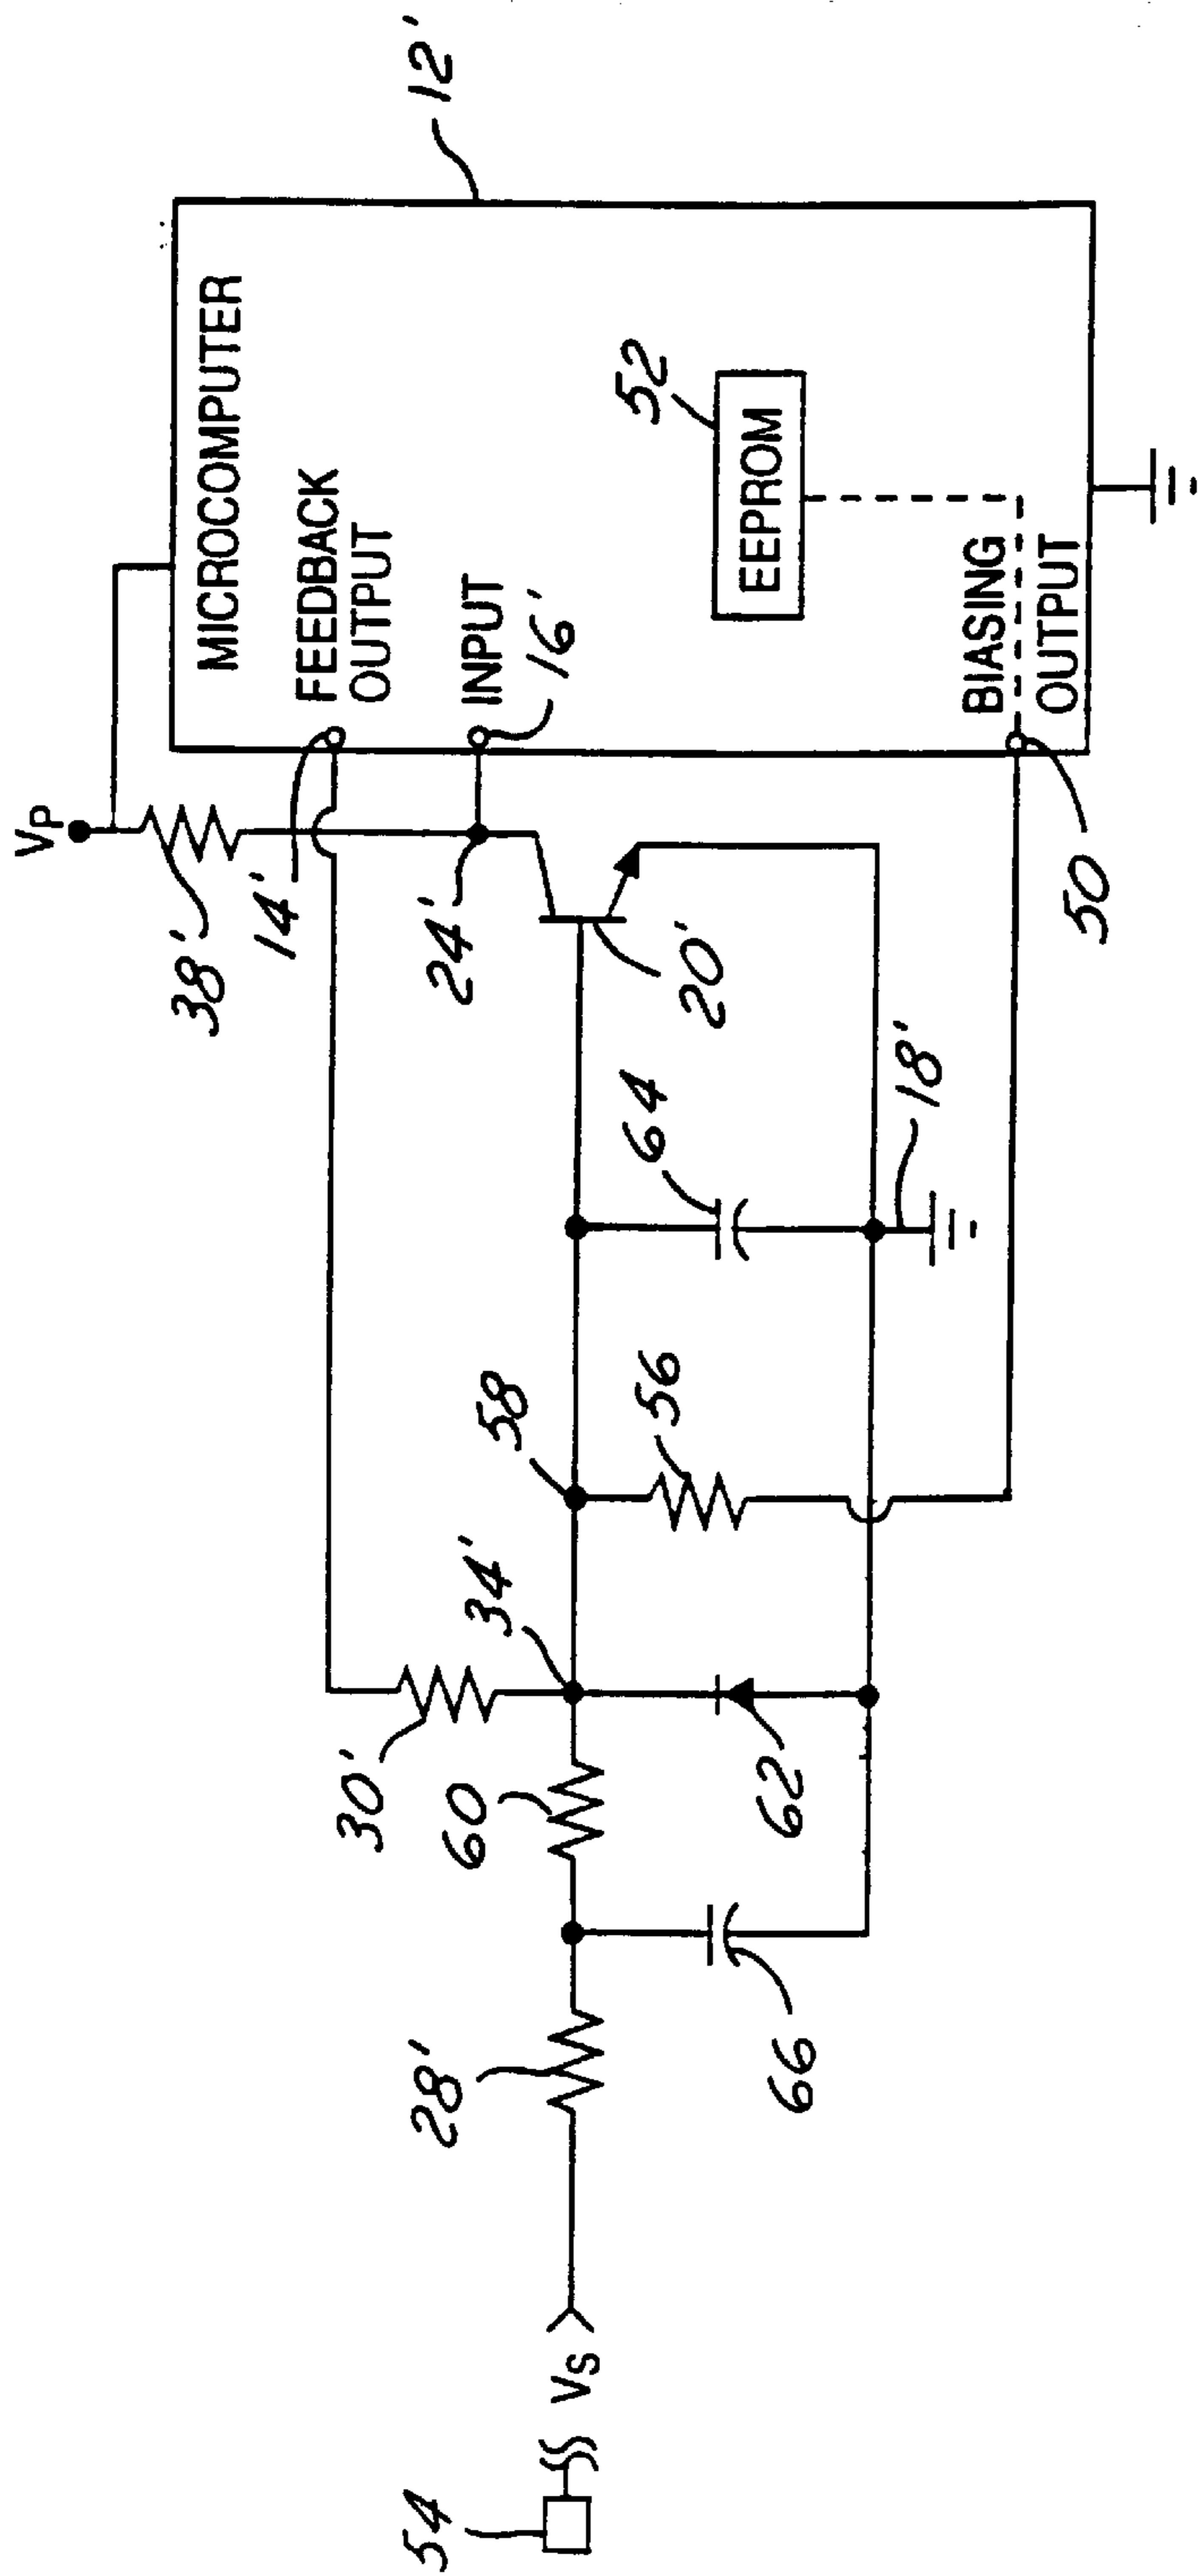 54
VS
28'
66
60
30'
34'
62
58
56
64
18'
20'
24'
38'
VP
14'
MICROCOMPUTER
FEEDBACK
OUTPUT
INPUT
16'
52
EEPROM
BIASING
OUTPUT
50
12'